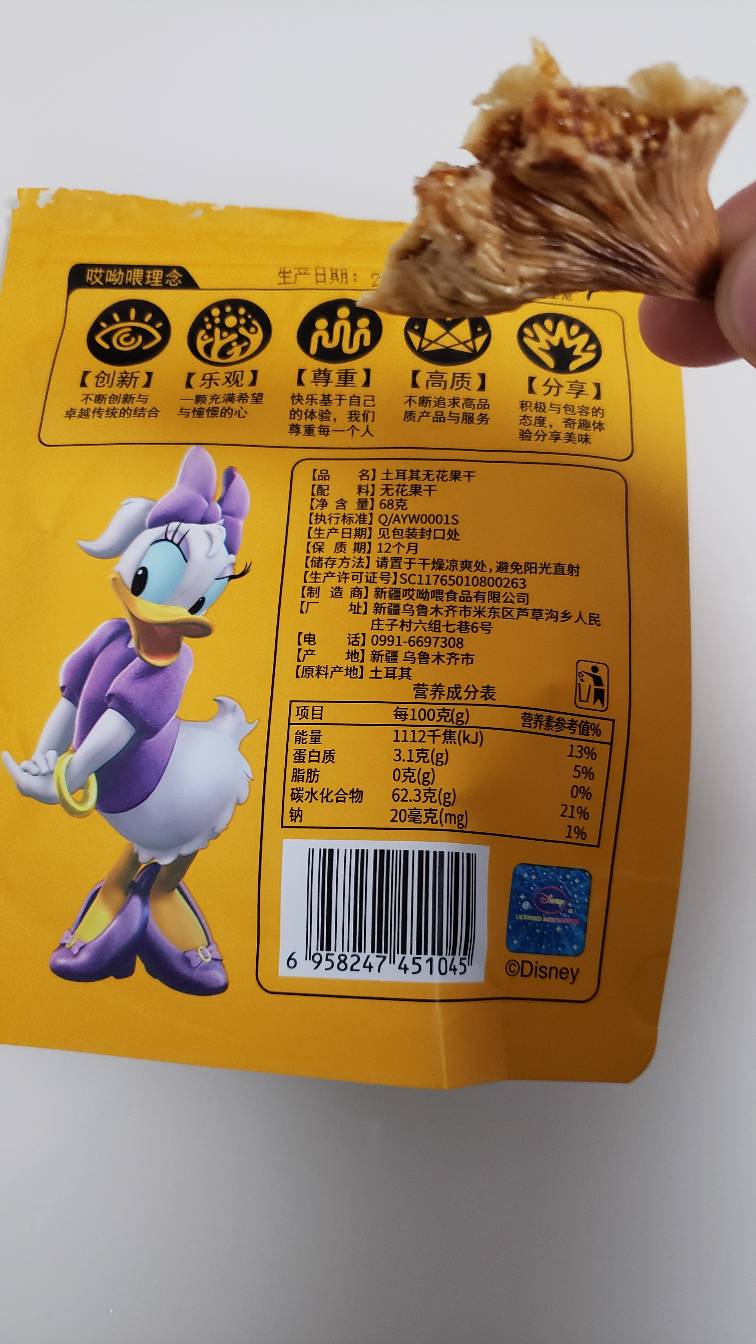 哎呦喂理念
生产日期：2
【创新】
不断创新与
卓越传统的结合
【乐观】
一颗充满希望
与憧憬的心
【尊重】
快乐基于自己
的体验，我们
尊重每一个人
【高质】
不断追求高品
质产品与服务
【分享】
积极与包容的
态度，奇趣体
验分享美味
【品 名】土耳其无花果干
【配 料】无花果干
【净 含 量】68克
【执行标准】Q/AYW0001S
【生产日期】见包装封口处
【保 质 期】12个月
【储存方法】请置于干燥凉爽处,避免阳光直射
【生产许可证号】SC11765010800263
【制 造 商】新疆哎呦喂食品有限公司
【厂 址】新疆乌鲁木齐市米东区芦草沟乡人民
庄子村六组七巷6号
【电 话】0991-6697308
【产 地】新疆 乌鲁木齐市
【原料产地】土耳其
营养成分表
项目 每100克(g) 营养素参考值%
能量 1112千焦(kJ) 13%
蛋白质 3.1克(g) 5%
脂肪 0克(g) 0%
碳水化合物 62.3克(g) 21%
钠 20毫克(mg) 1%
6 958247 451045
Disney
©Disney